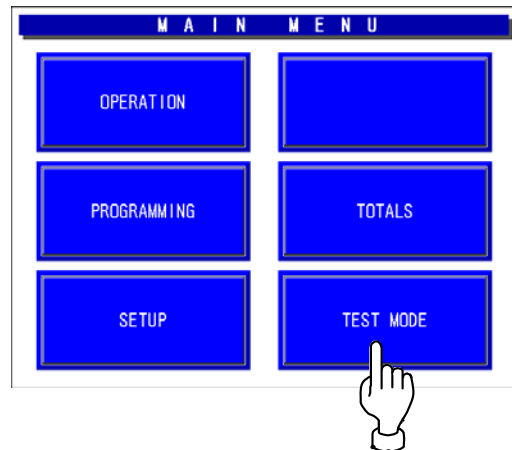 MAIN MENU
OPERATION
PROGRAMMING
TOTALS
SETUP
TEST MODE